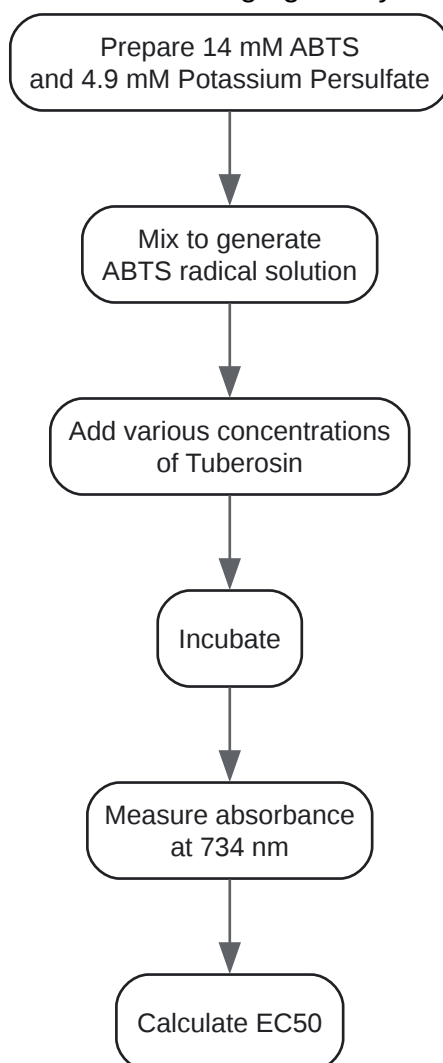 Prepare 14 mM ABTS
and 4.9 mM Potassium Persulfate
Mix to generate
ABTS radical solution
Add various concentrations
of Tuberosin
Incubate
Measure absorbance
at 734 nm
Calculate EC50